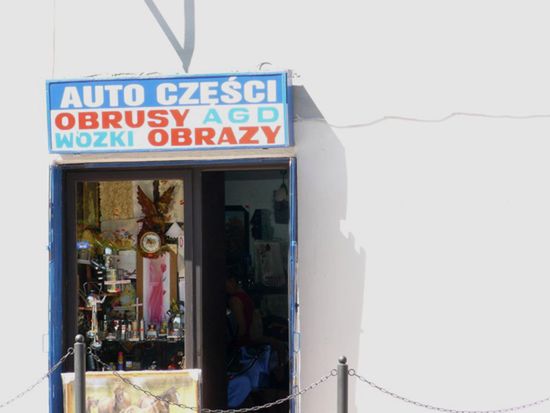 AUTO CZĘŚCI
OBRUSY AGD
WÓZKI OBRAZY